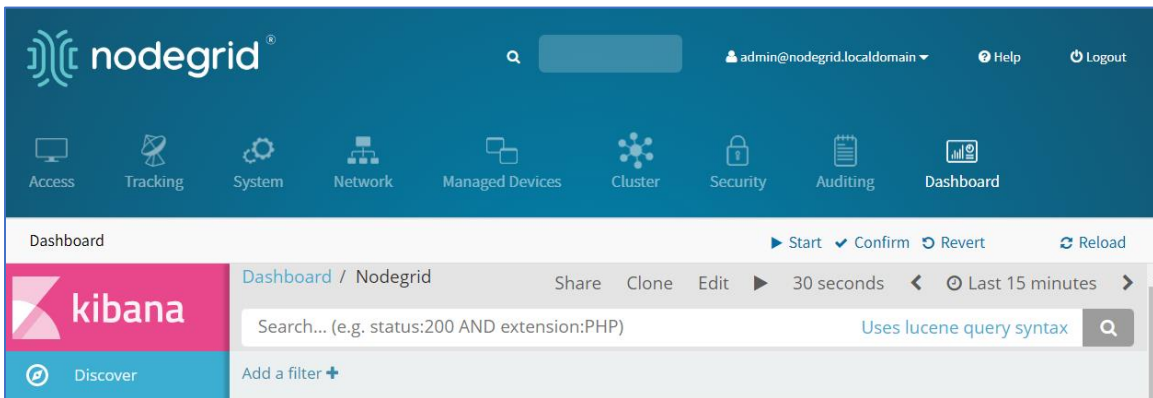 nodegrid®
admin@nodegrid.localdomain Help Logout
Access Tracking System Network Managed Devices Cluster Security Auditing Dashboard
Dashboard Start Confirm Revert Reload
kibana
Dashboard / Nodegrid Share Clone Edit 30 seconds Last 15 minutes
Search... (e.g. status:200 AND extension:PHP) Uses lucene query syntax
Discover
Add a filter +